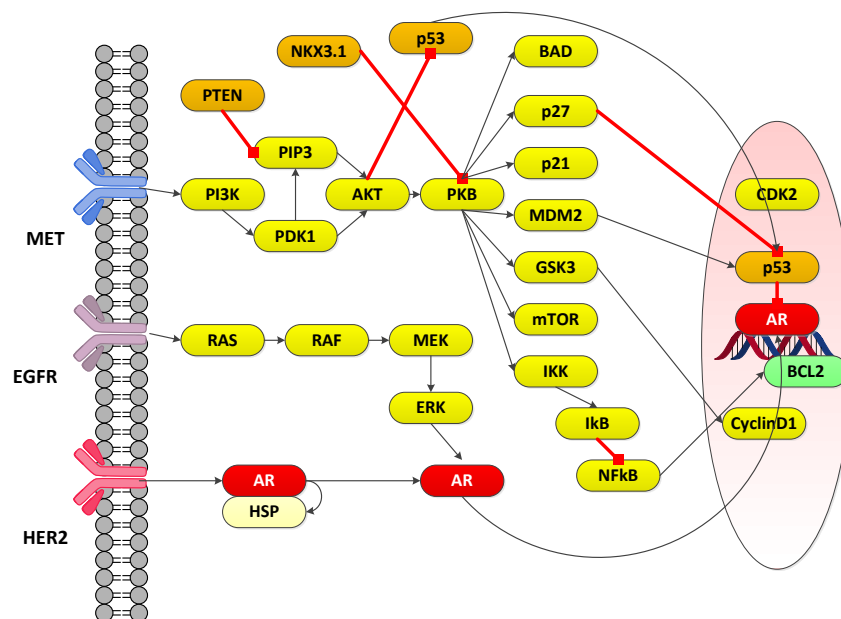 p53
NKX3.1
BAD
PTEN
p27
PIP3
p21
PI3K
AKT
PKB
CDK2
MDM2
MET
PDK1
GSK3
p53
mTOR
AR
RAS
RAF
MEK
EGFR
IKK
BCL2
ERK
IkB
CyclinD1
NFkB
AR
AR
HSP
HER2